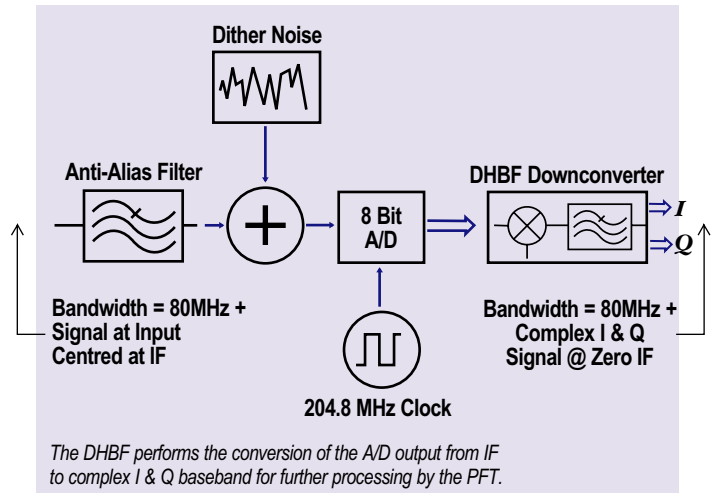 Dither Noise
Anti-Alias Filter
+
8 Bit
A/D
DHBF Downconverter
I
Q
Bandwidth = 80MHz +
Signal at Input
Centred at IF
Bandwidth = 80MHz +
Complex I & Q
Signal @ Zero IF
204.8 MHz Clock
The DHBF performs the conversion of the A/D output from IF
to complex I & Q baseband for further processing by the PFT.